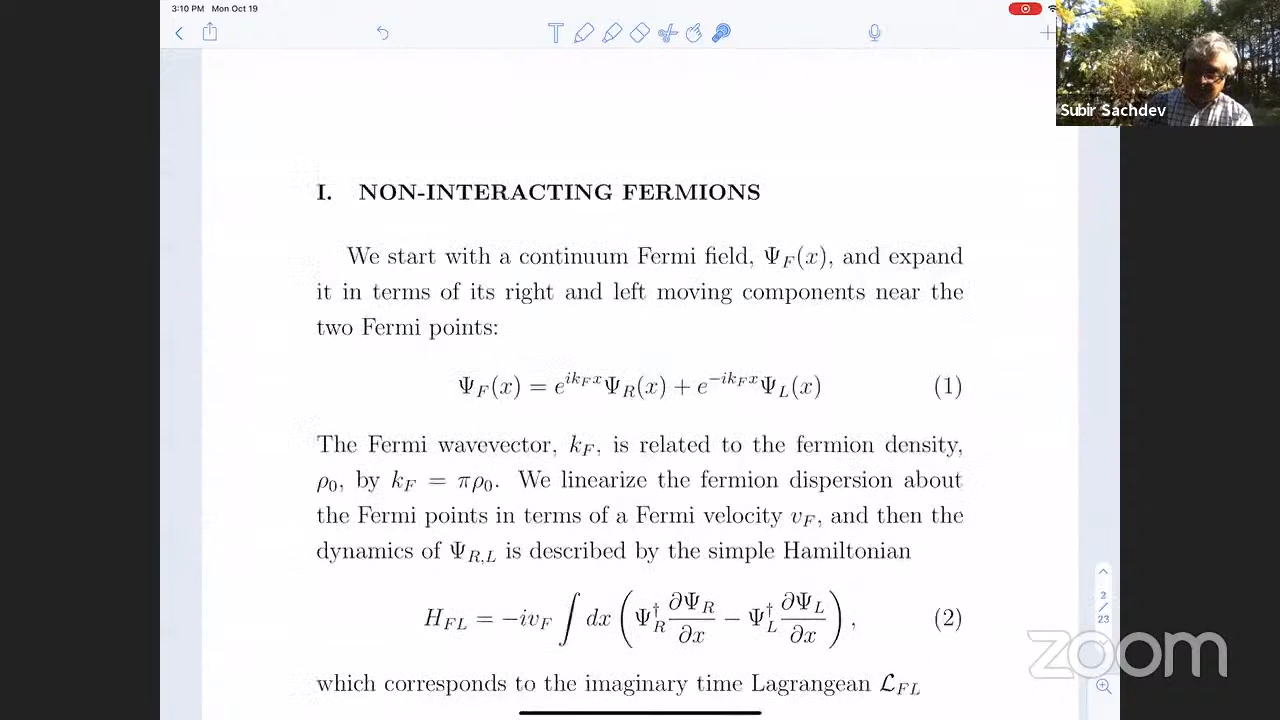 3:10 PM Mon Oct 19
T
Subir Sachdev
I. NON-INTERACTING FERMIONS
We start with a continuum Fermi field, Ψ_F(x), and expand
it in terms of its right and left moving components near the
two Fermi points:
Ψ_F(x) = e^{ik_F x}Ψ_R(x) + e^{−ik_F x}Ψ_L(x) (1)
The Fermi wavevector, k_F, is related to the fermion density,
ρ_0, by k_F = πρ_0. We linearize the fermion dispersion about
the Fermi points in terms of a Fermi velocity v_F, and then the
dynamics of Ψ_{R,L} is described by the simple Hamiltonian
H_{FL} = −iv_F ∫ dx (Ψ_R^† ∂Ψ_R/∂x − Ψ_L^† ∂Ψ_L/∂x), (2)
which corresponds to the imaginary time Lagrangean ℒ_{FL}
2
/
23
zoom